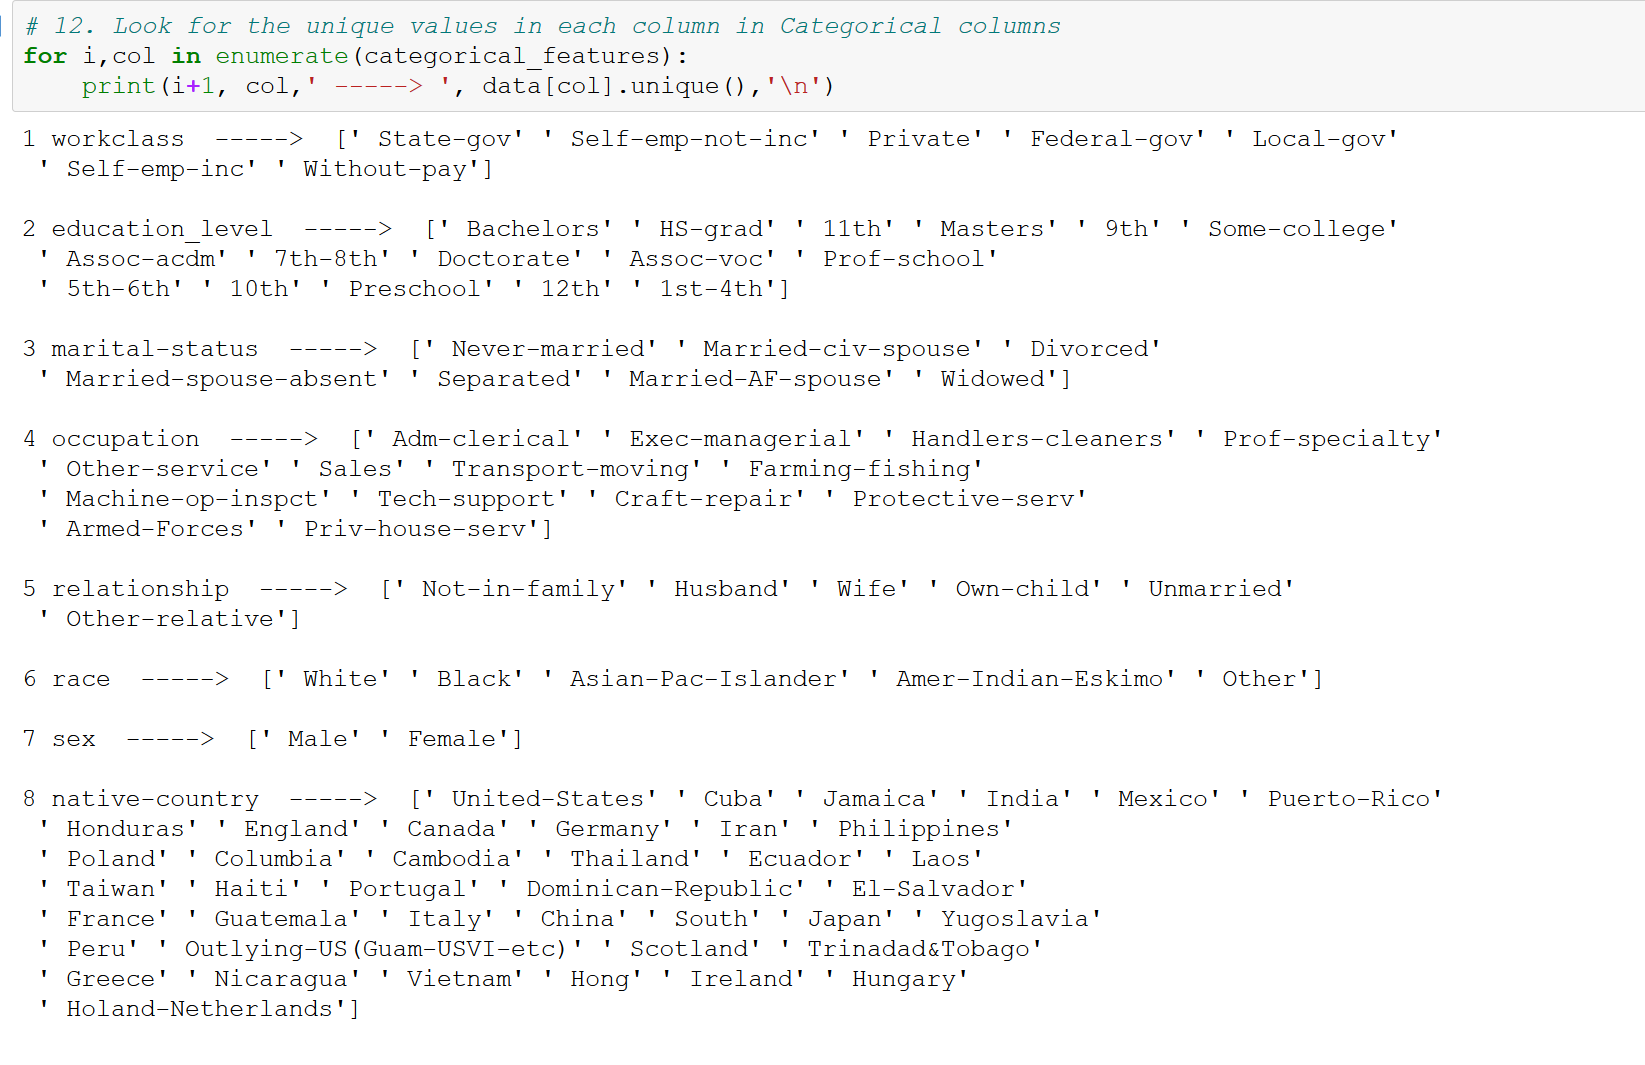 # 12. Look for the unique values in each column in Categorical columns
for i,col in enumerate(categorical_features):
    print(i+1, col,' -----> ', data[col].unique(),'\n')
1 workclass  ----->  [' State-gov' ' Self-emp-not-inc' ' Private' ' Federal-gov' ' Local-gov'
 ' Self-emp-inc' ' Without-pay']
2 education_level  ----->  [' Bachelors' ' HS-grad' ' 11th' ' Masters' ' 9th' ' Some-college'
 ' Assoc-acdm' ' 7th-8th' ' Doctorate' ' Assoc-voc' ' Prof-school'
 ' 5th-6th' ' 10th' ' Preschool' ' 12th' ' 1st-4th']
3 marital-status  ----->  [' Never-married' ' Married-civ-spouse' ' Divorced'
 ' Married-spouse-absent' ' Separated' ' Married-AF-spouse' ' Widowed']
4 occupation  ----->  [' Adm-clerical' ' Exec-managerial' ' Handlers-cleaners' ' Prof-specialty'
 ' Other-service' ' Sales' ' Transport-moving' ' Farming-fishing'
 ' Machine-op-inspct' ' Tech-support' ' Craft-repair' ' Protective-serv'
 ' Armed-Forces' ' Priv-house-serv']
5 relationship  ----->  [' Not-in-family' ' Husband' ' Wife' ' Own-child' ' Unmarried'
 ' Other-relative']
6 race  ----->  [' White' ' Black' ' Asian-Pac-Islander' ' Amer-Indian-Eskimo' ' Other']
7 sex  ----->  [' Male' ' Female']
8 native-country  ----->  [' United-States' ' Cuba' ' Jamaica' ' India' ' Mexico' ' Puerto-Rico'
 ' Honduras' ' England' ' Canada' ' Germany' ' Iran' ' Philippines'
 ' Poland' ' Columbia' ' Cambodia' ' Thailand' ' Ecuador' ' Laos'
 ' Taiwan' ' Haiti' ' Portugal' ' Dominican-Republic' ' El-Salvador'
 ' France' ' Guatemala' ' Italy' ' China' ' South' ' Japan' ' Yugoslavia'
 ' Peru' ' Outlying-US(Guam-USVI-etc)' ' Scotland' ' Trinadad&Tobago'
 ' Greece' ' Nicaragua' ' Vietnam' ' Hong' ' Ireland' ' Hungary'
 ' Holand-Netherlands']